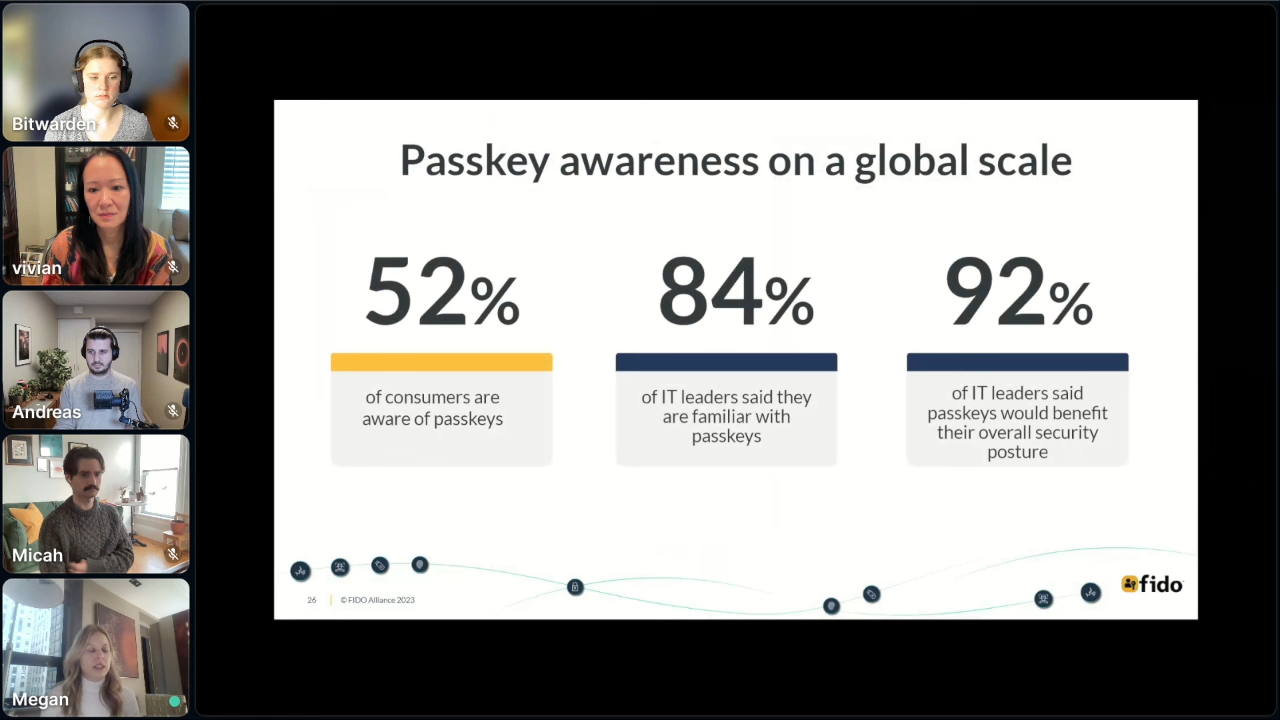 Bitwarden
vivian
Andreas
Micah
Megan
Passkey awareness on a global scale
52%
of consumers are
aware of passkeys
84%
of IT leaders said they
are familiar with
passkeys
92%
of IT leaders said
passkeys would benefit
their overall security
posture
26
© FIDO Alliance 2023
fido